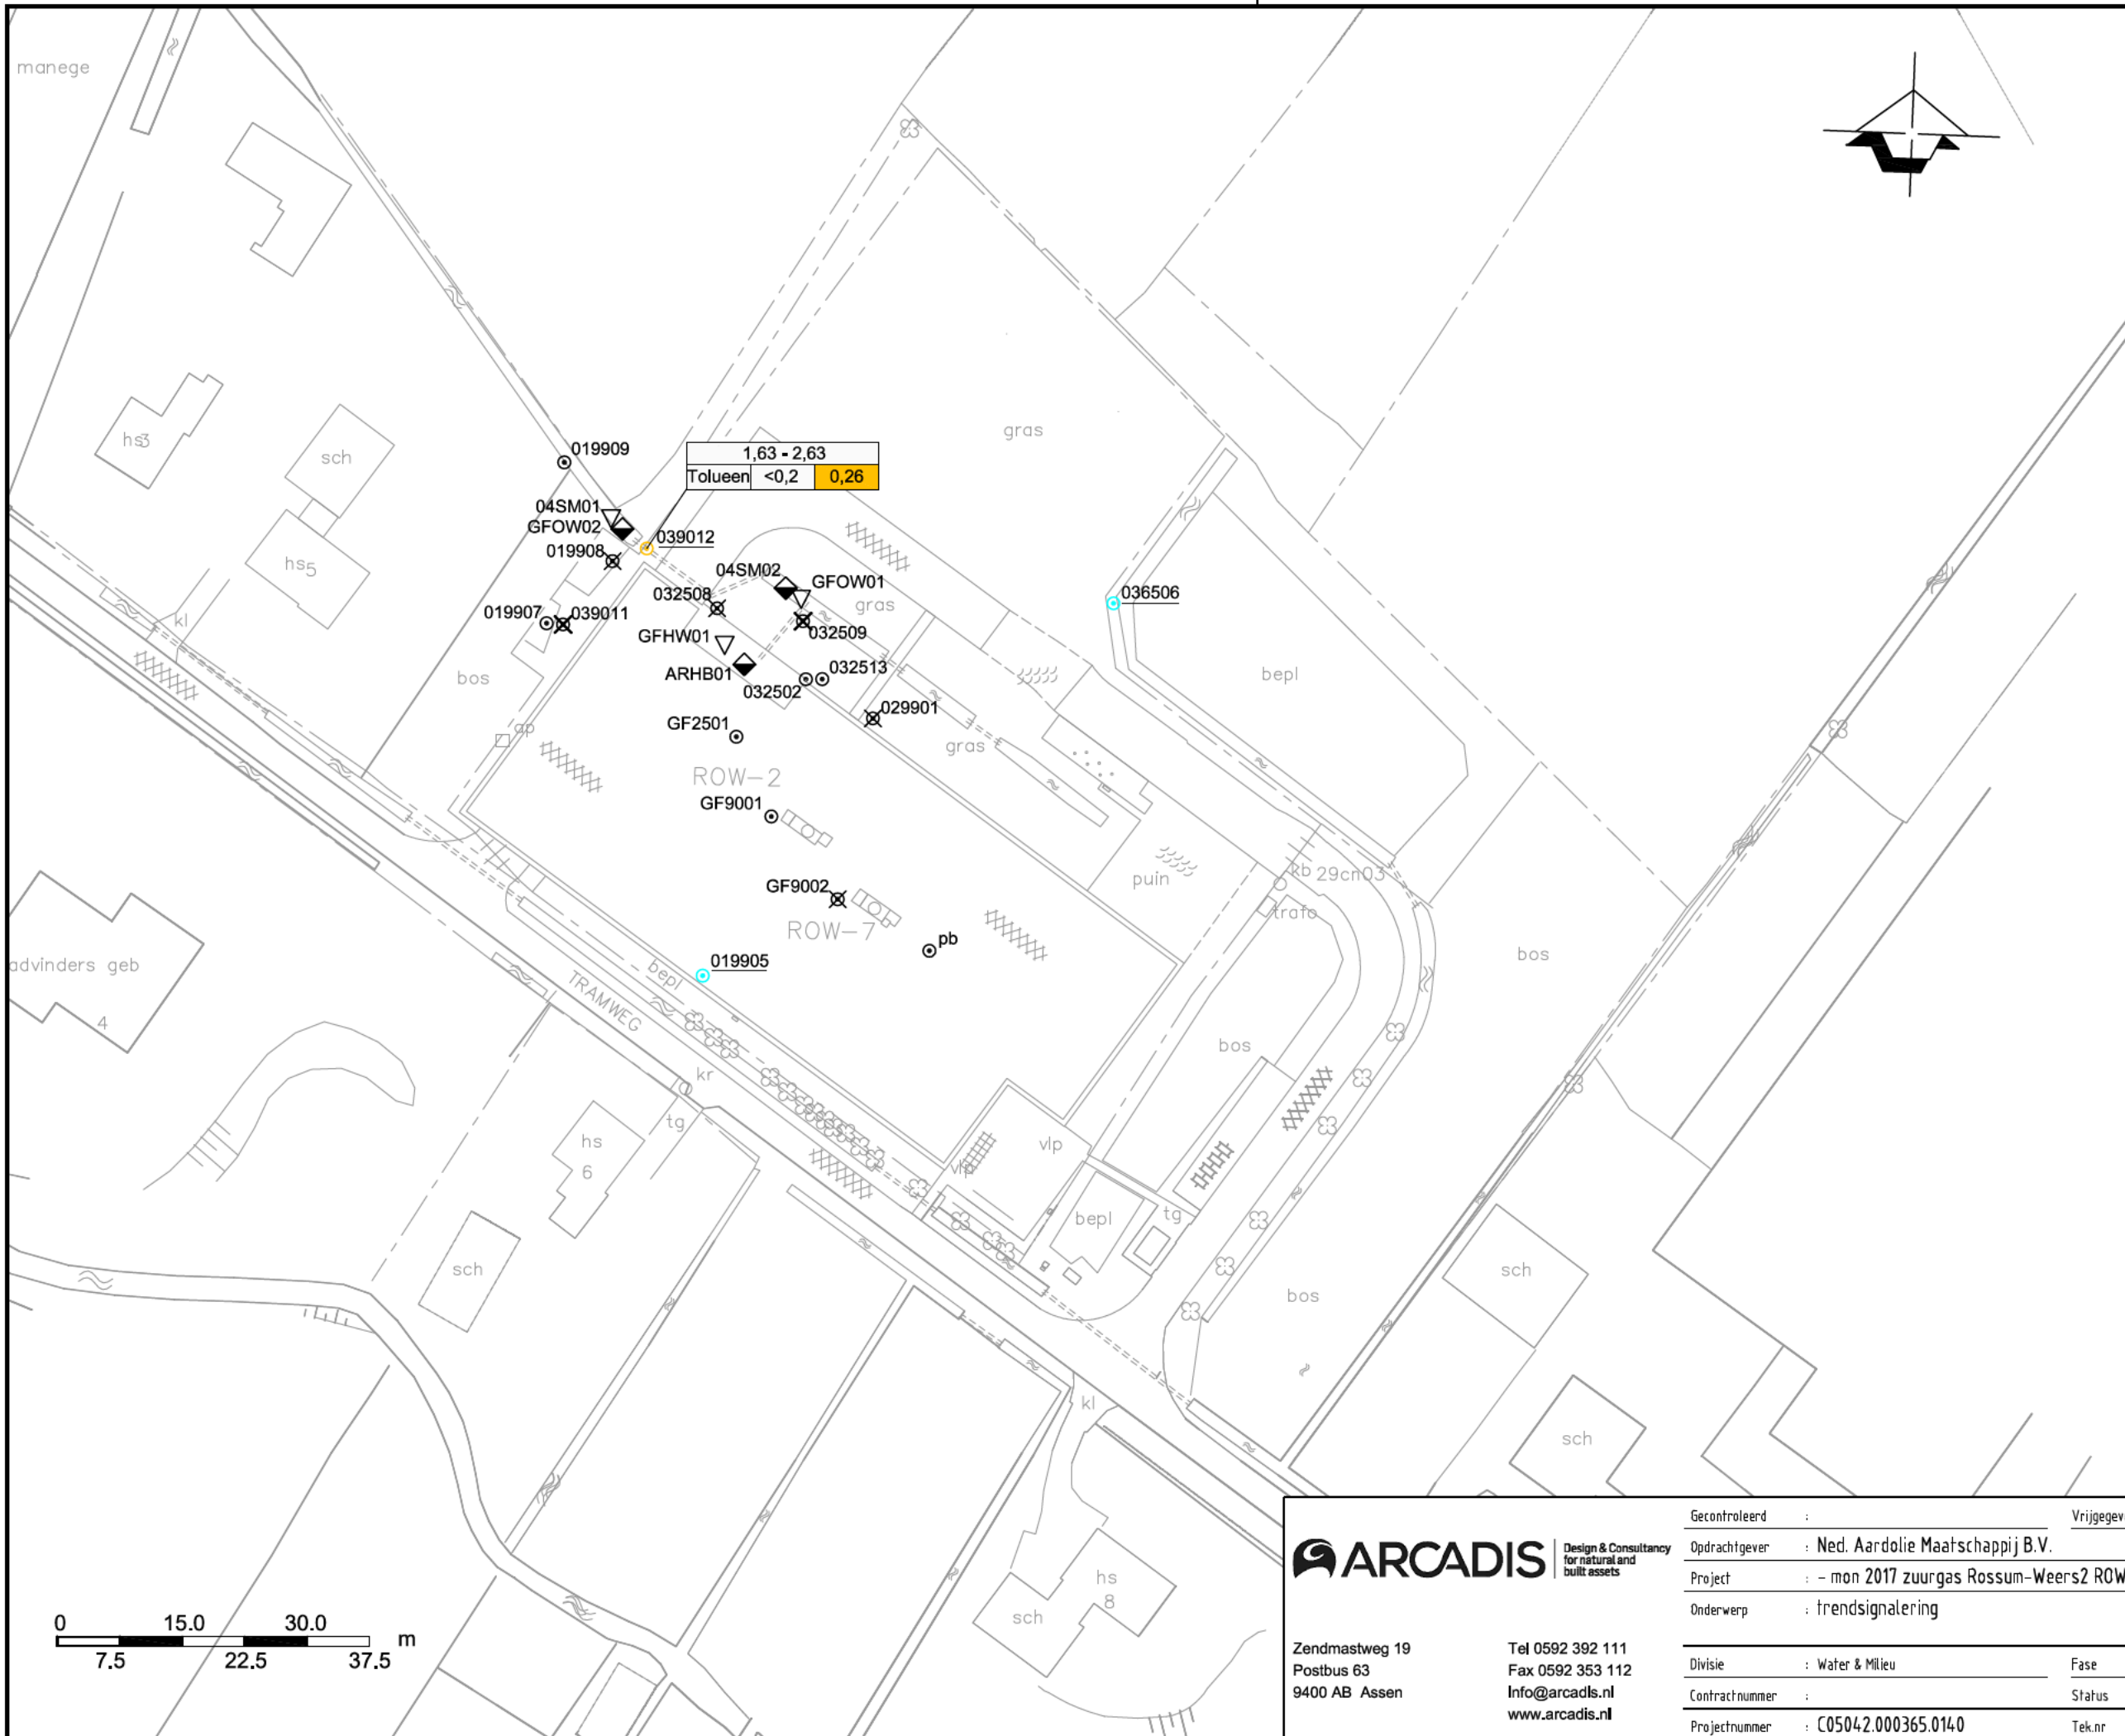 manege
hs3
sch
019909
1,63 - 2,63
Tolueen <0,2 0,26
gras
04SM01
GFOW02
039012
019908
hs5
04SM02
GFOW01
032508
gras
036506
019907
039011
032509
kl
GFHW01
bos
ARHB01
032513
032502
bepl
029901
GF2501
ap
gras
ROW-2
GF9001
puin
kb 29cn03
GF9002
trafo
ROW-7
pb
bos
advinders geb
019905
bepl
TRAMWEG
4
bos
kr
tg
hs
6
vlp
vlp
bepl
tg
sch
sch
bos
kl
sch
hs
8
sch
0 15.0 30.0
m
7.5 22.5 37.5
ARCADIS
Design & Consultancy
for natural and
built assets
Zendmastweg 19
Postbus 63
9400 AB Assen
Tel 0592 392 111
Fax 0592 353 112
Info@arcadis.nl
www.arcadis.nl
Gecontroleerd :
Vrijgegev
Opdrachtgever : Ned. Aardolie Maatschappij B.V.
Project : - mon 2017 zuurgas Rossum-Weers2 ROW
Onderwerp : trendsignalering
Divisie : Water & Milieu
Fase
Contractnummer :
Status
Projectnummer : C05042.000365.0140
Tek.nr